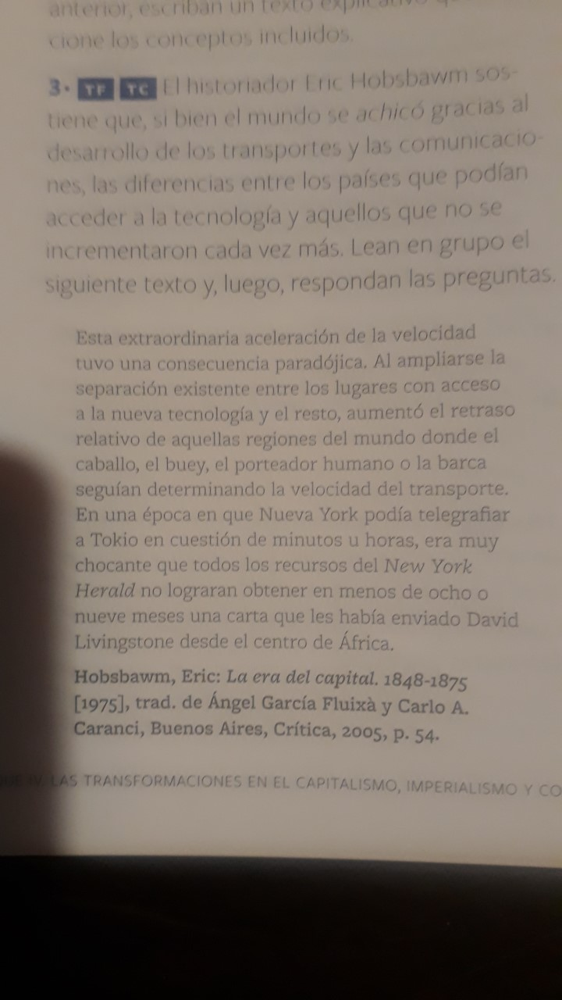 anterior, escriban un texto explicativo
cione los conceptos incluidos.
3· TF TC El historiador Eric Hobsbawm sos-
tiene que, si bien el mundo se achicó gracias al
desarrollo de los transportes y las comunicacio-
nes, las diferencias entre los países que podían
acceder a la tecnología y aquellos que no se
incrementaron cada vez más. Lean en grupo el
siguiente texto y, luego, respondan las preguntas.
Esta extraordinaria aceleración de la velocidad
tuvo una consecuencia paradójica. Al ampliarse la
separación existente entre los lugares con acceso
a la nueva tecnología y el resto, aumentó el retraso
relativo de aquellas regiones del mundo donde el
caballo, el buey, el porteador humano o la barca
seguían determinando la velocidad del transporte.
En una época en que Nueva York podía telegrafiar
a Tokio en cuestión de minutos u horas, era muy
chocante que todos los recursos del New York
Herald no lograran obtener en menos de ocho o
nueve meses una carta que les había enviado David
Livingstone desde el centro de África.
Hobsbawm, Eric: La era del capital. 1848-1875
[1975], trad. de Ángel García Fluixà y Carlo A.
Caranci, Buenos Aires, Crítica, 2005, p. 54.
LAS TRANSFORMACIONES EN EL CAPITALISMO, IMPERIALISMO Y CO